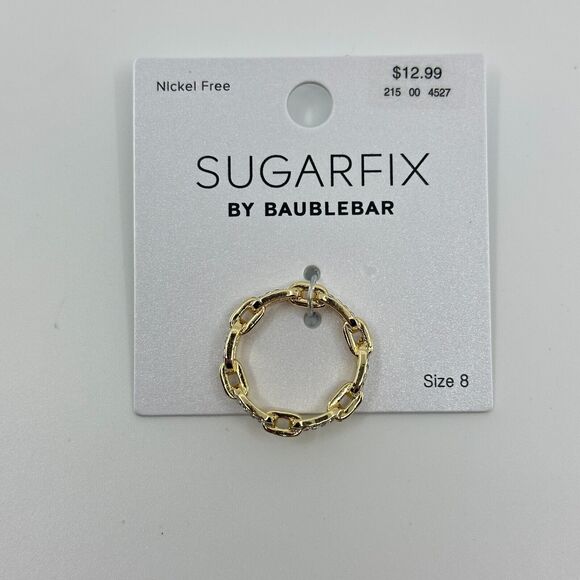 Nickel Free
$12.99
215 00 4527
SUGARFIX
BY BAUBLEBAR
Size 8